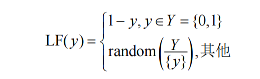 LF(y) = { 1 − y, y ∈ Y = {0,1}
random(Y/{y}), 其他